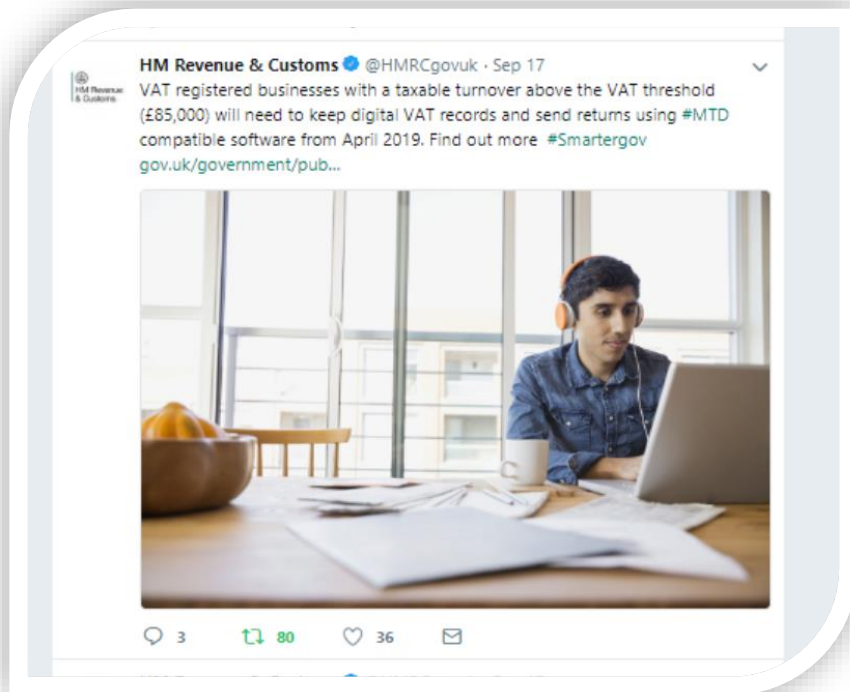 HM Revenue & Customs @HMRCgovuk · Sep 17
HM Revenue
& Customs
VAT registered businesses with a taxable turnover above the VAT threshold
(£85,000) will need to keep digital VAT records and send returns using #MTD
compatible software from April 2019. Find out more #Smartergov
gov.uk/government/pub...
3 80 36